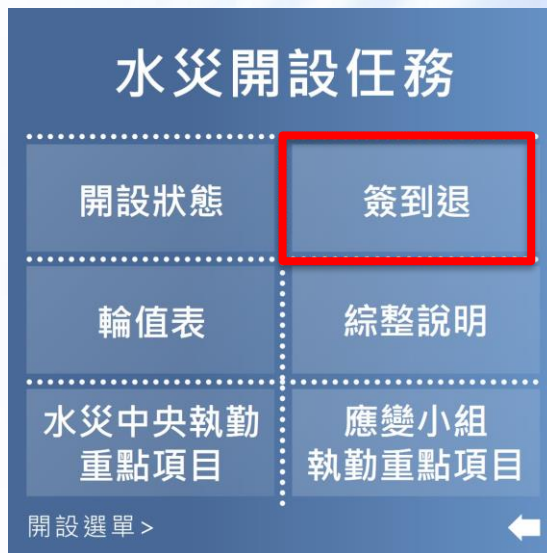 水災開設任務
開設狀態
簽到退
輪值表
綜整說明
水災中央執勤
重點項目
應變小組
執勤重點項目
開設選單>